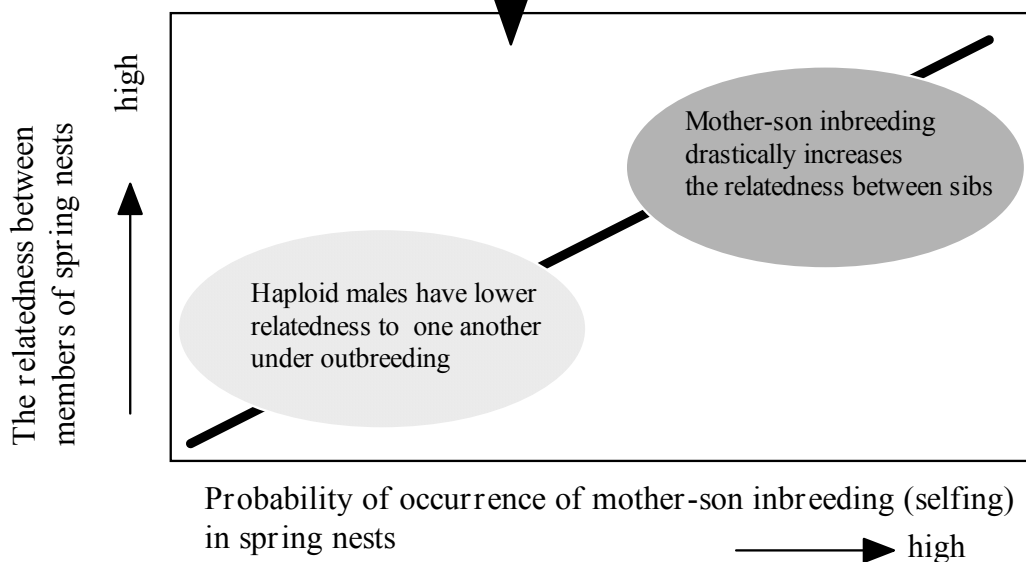 The relatedness between
members of spring nests
high
Mother-son inbreeding
drastically increases
the relatedness between sibs
Haploid males have lower
relatedness to one another
under outbreeding
Probability of occurrence of mother-son inbreeding (selfing)
in spring nests
high